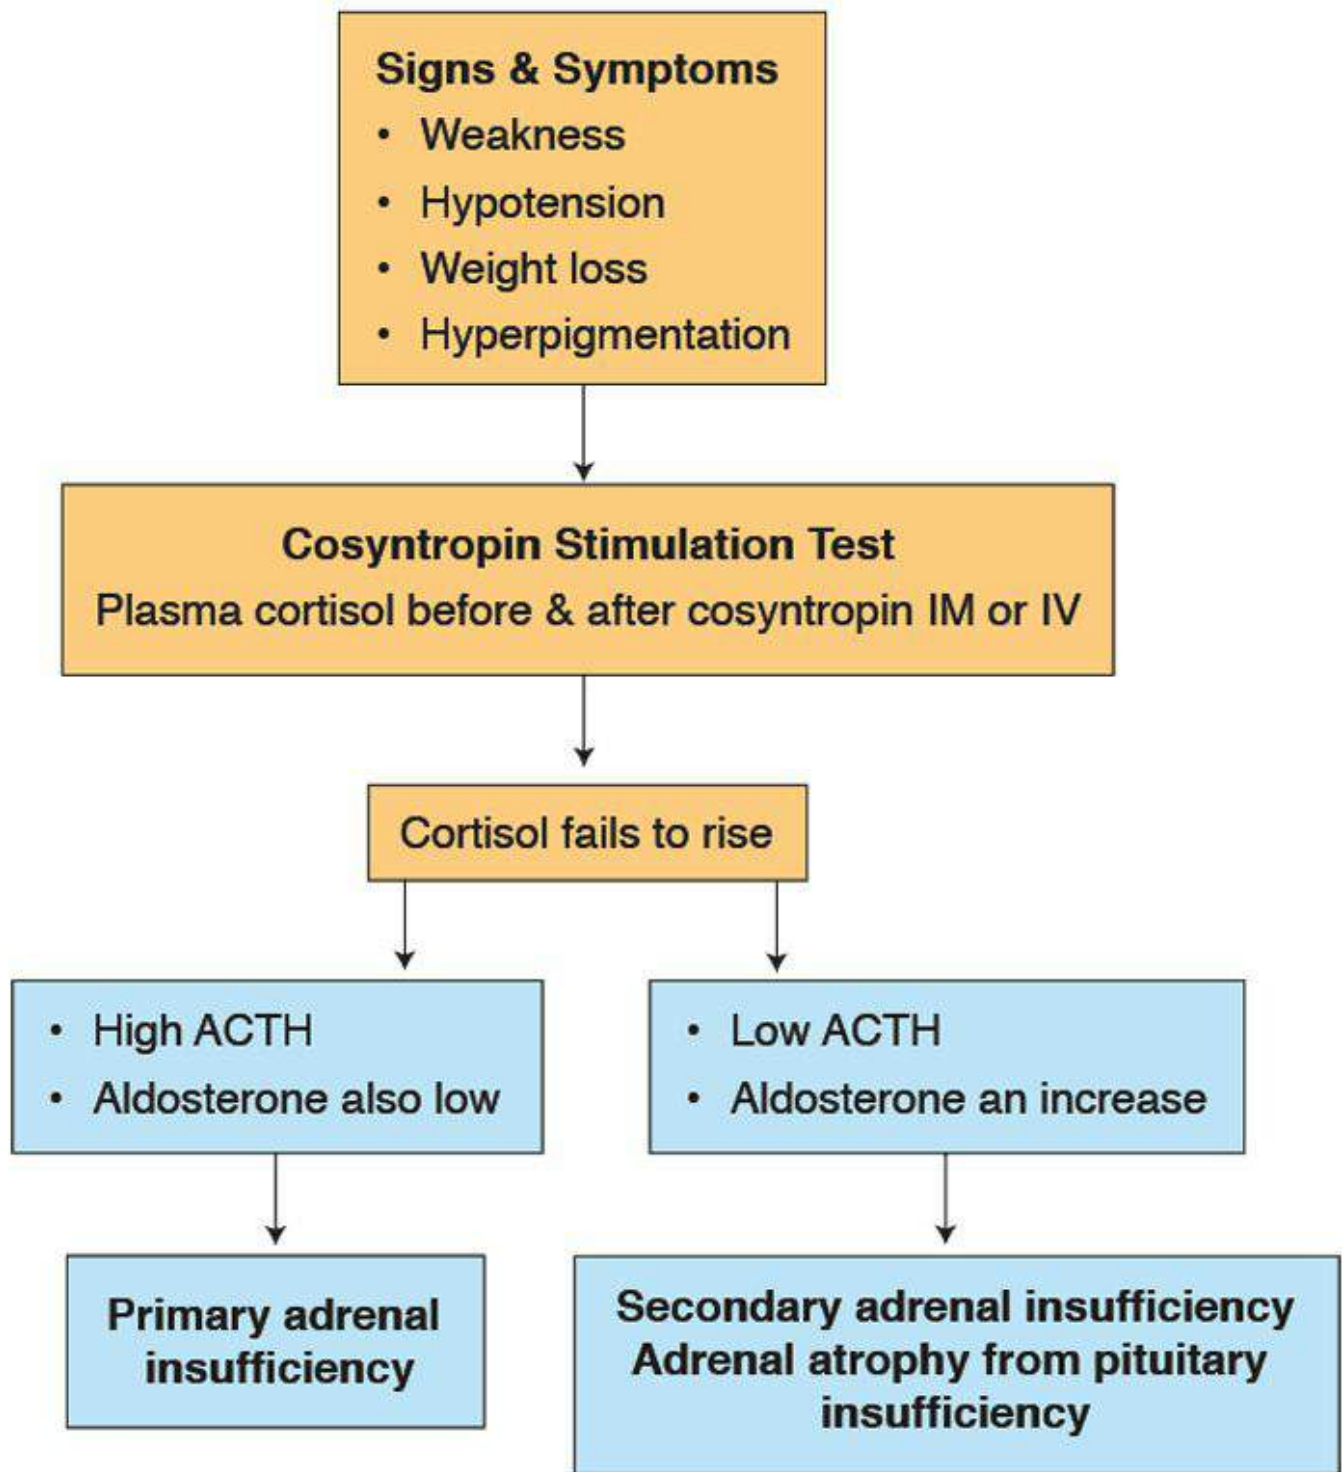 Signs & Symptoms
• Weakness
• Hypotension
• Weight loss
• Hyperpigmentation
Cosyntropin Stimulation Test
Plasma cortisol before & after cosyntropin IM or IV
Cortisol fails to rise
• High ACTH
• Aldosterone also low
• Low ACTH
• Aldosterone an increase
Primary adrenal
insufficiency
Secondary adrenal insufficiency
Adrenal atrophy from pituitary
insufficiency